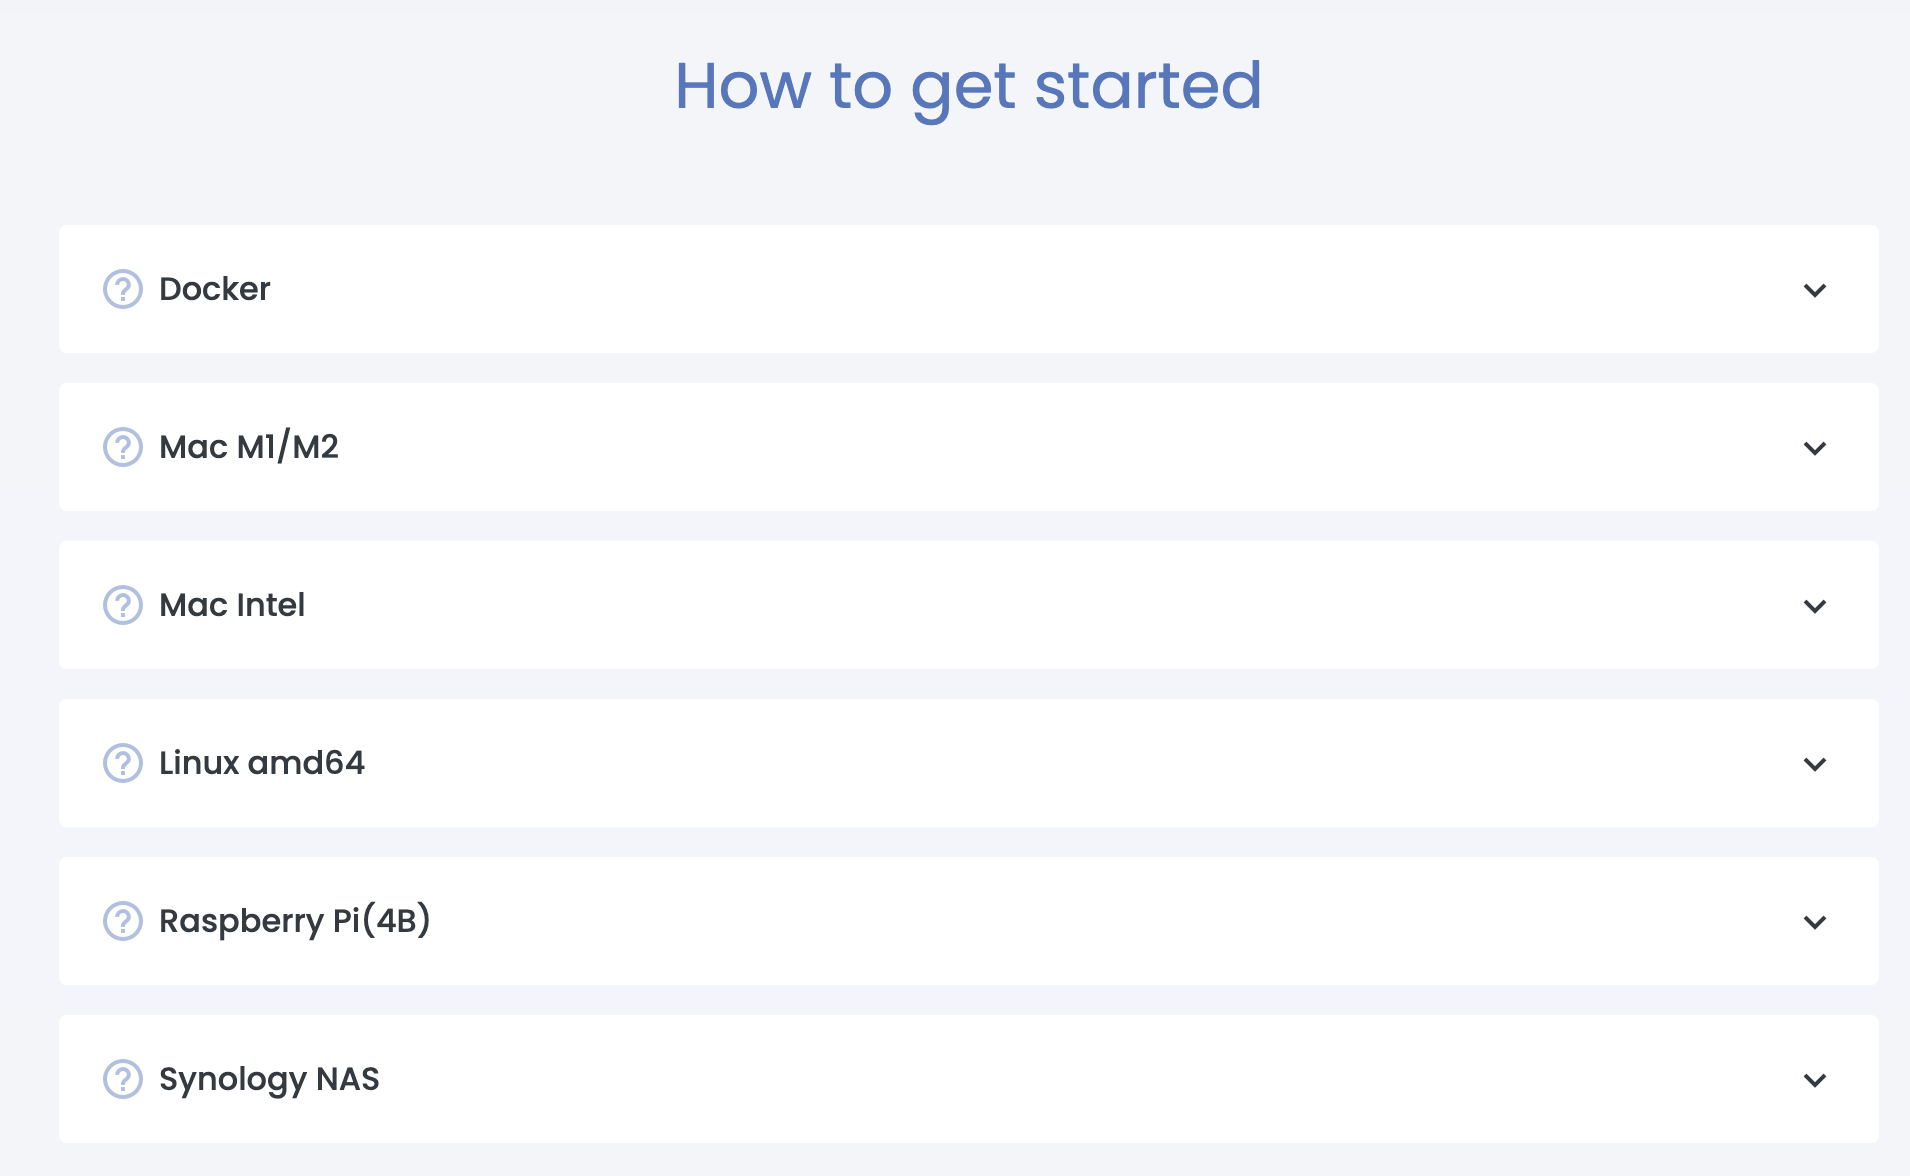 How to get started
Docker
Mac M1/M2
Mac Intel
Linux amd64
Raspberry Pi(4B)
Synology NAS